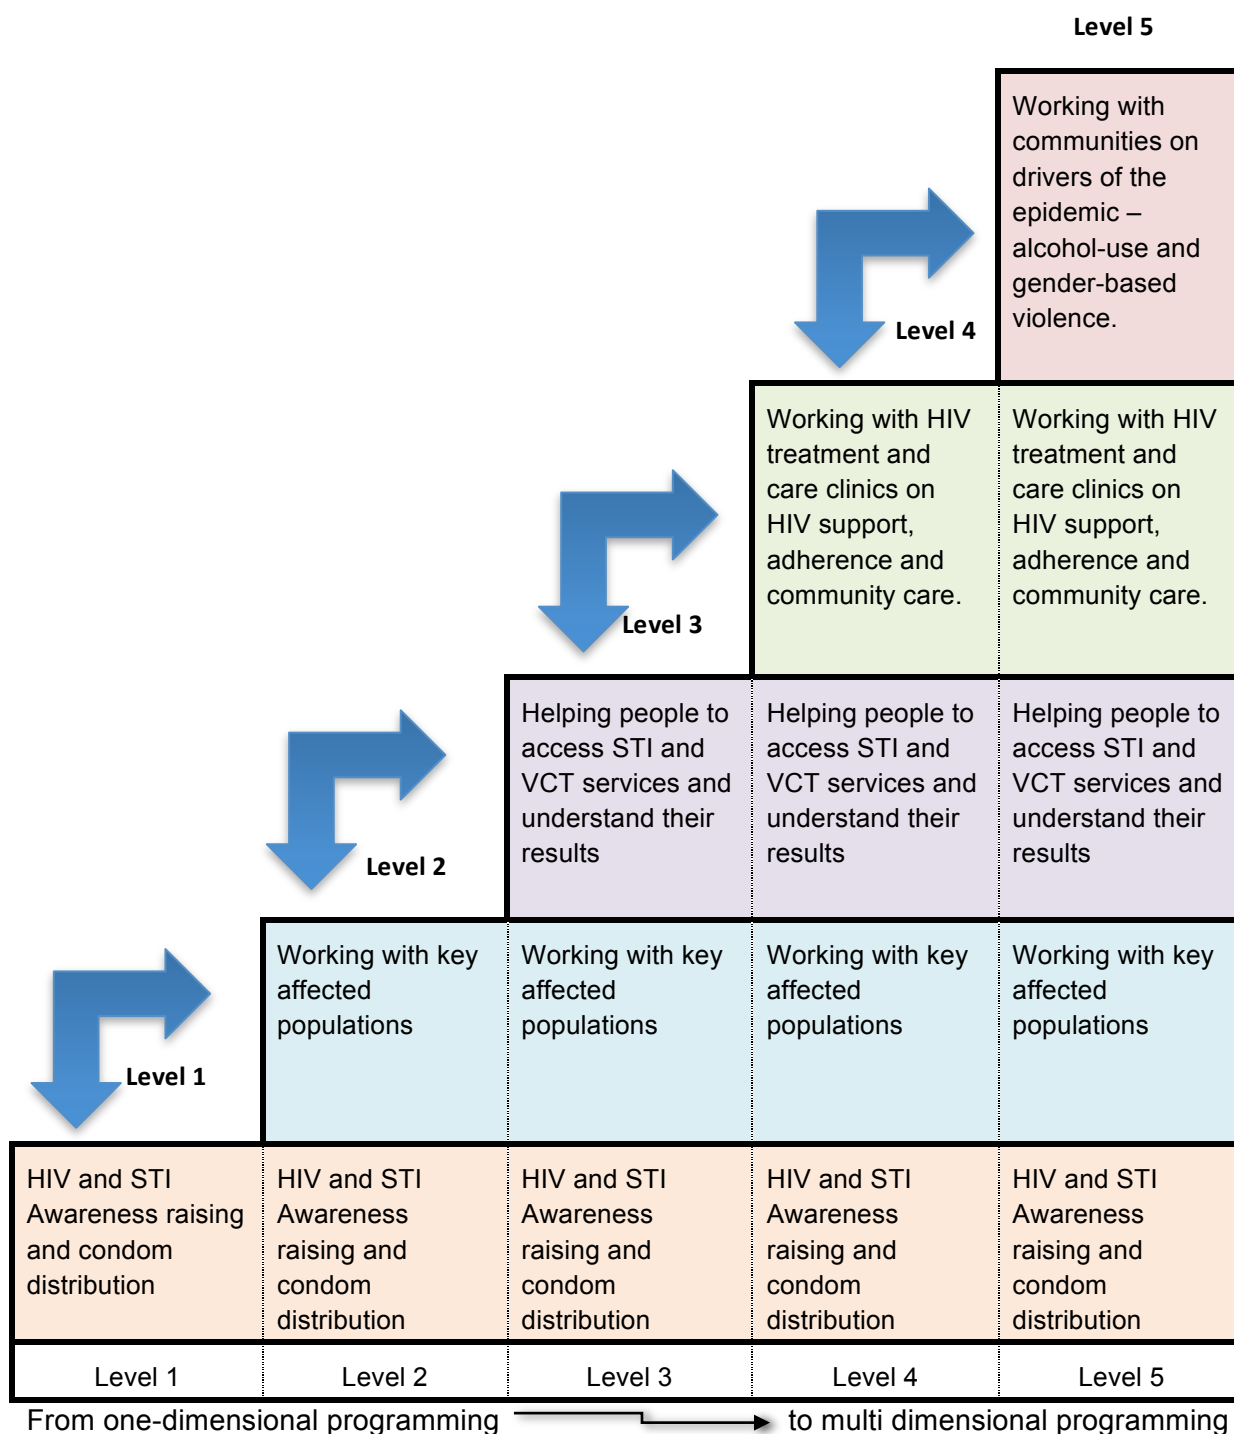 Level 5
Working with
communities on
drivers of the
epidemic –
alcohol-use and
gender-based
violence.
Level 4
Working with HIV
treatment and
care clinics on
HIV support,
adherence and
community care.
Working with HIV
treatment and
care clinics on
HIV support,
adherence and
community care.
Level 3
Helping people to
access STI and
VCT services and
understand their
results
Helping people to
access STI and
VCT services and
understand their
results
Helping people to
access STI and
VCT services and
understand their
results
Level 2
Working with key
affected
populations
Working with key
affected
populations
Working with key
affected
populations
Working with key
affected
populations
Level 1
HIV and STI
Awareness raising
and condom
distribution
HIV and STI
Awareness
raising and
condom
distribution
HIV and STI
Awareness
raising and
condom
distribution
HIV and STI
Awareness
raising and
condom
distribution
HIV and STI
Awareness
raising and
condom
distribution
Level 1
Level 2
Level 3
Level 4
Level 5
From one-dimensional programming to multi dimensional programming